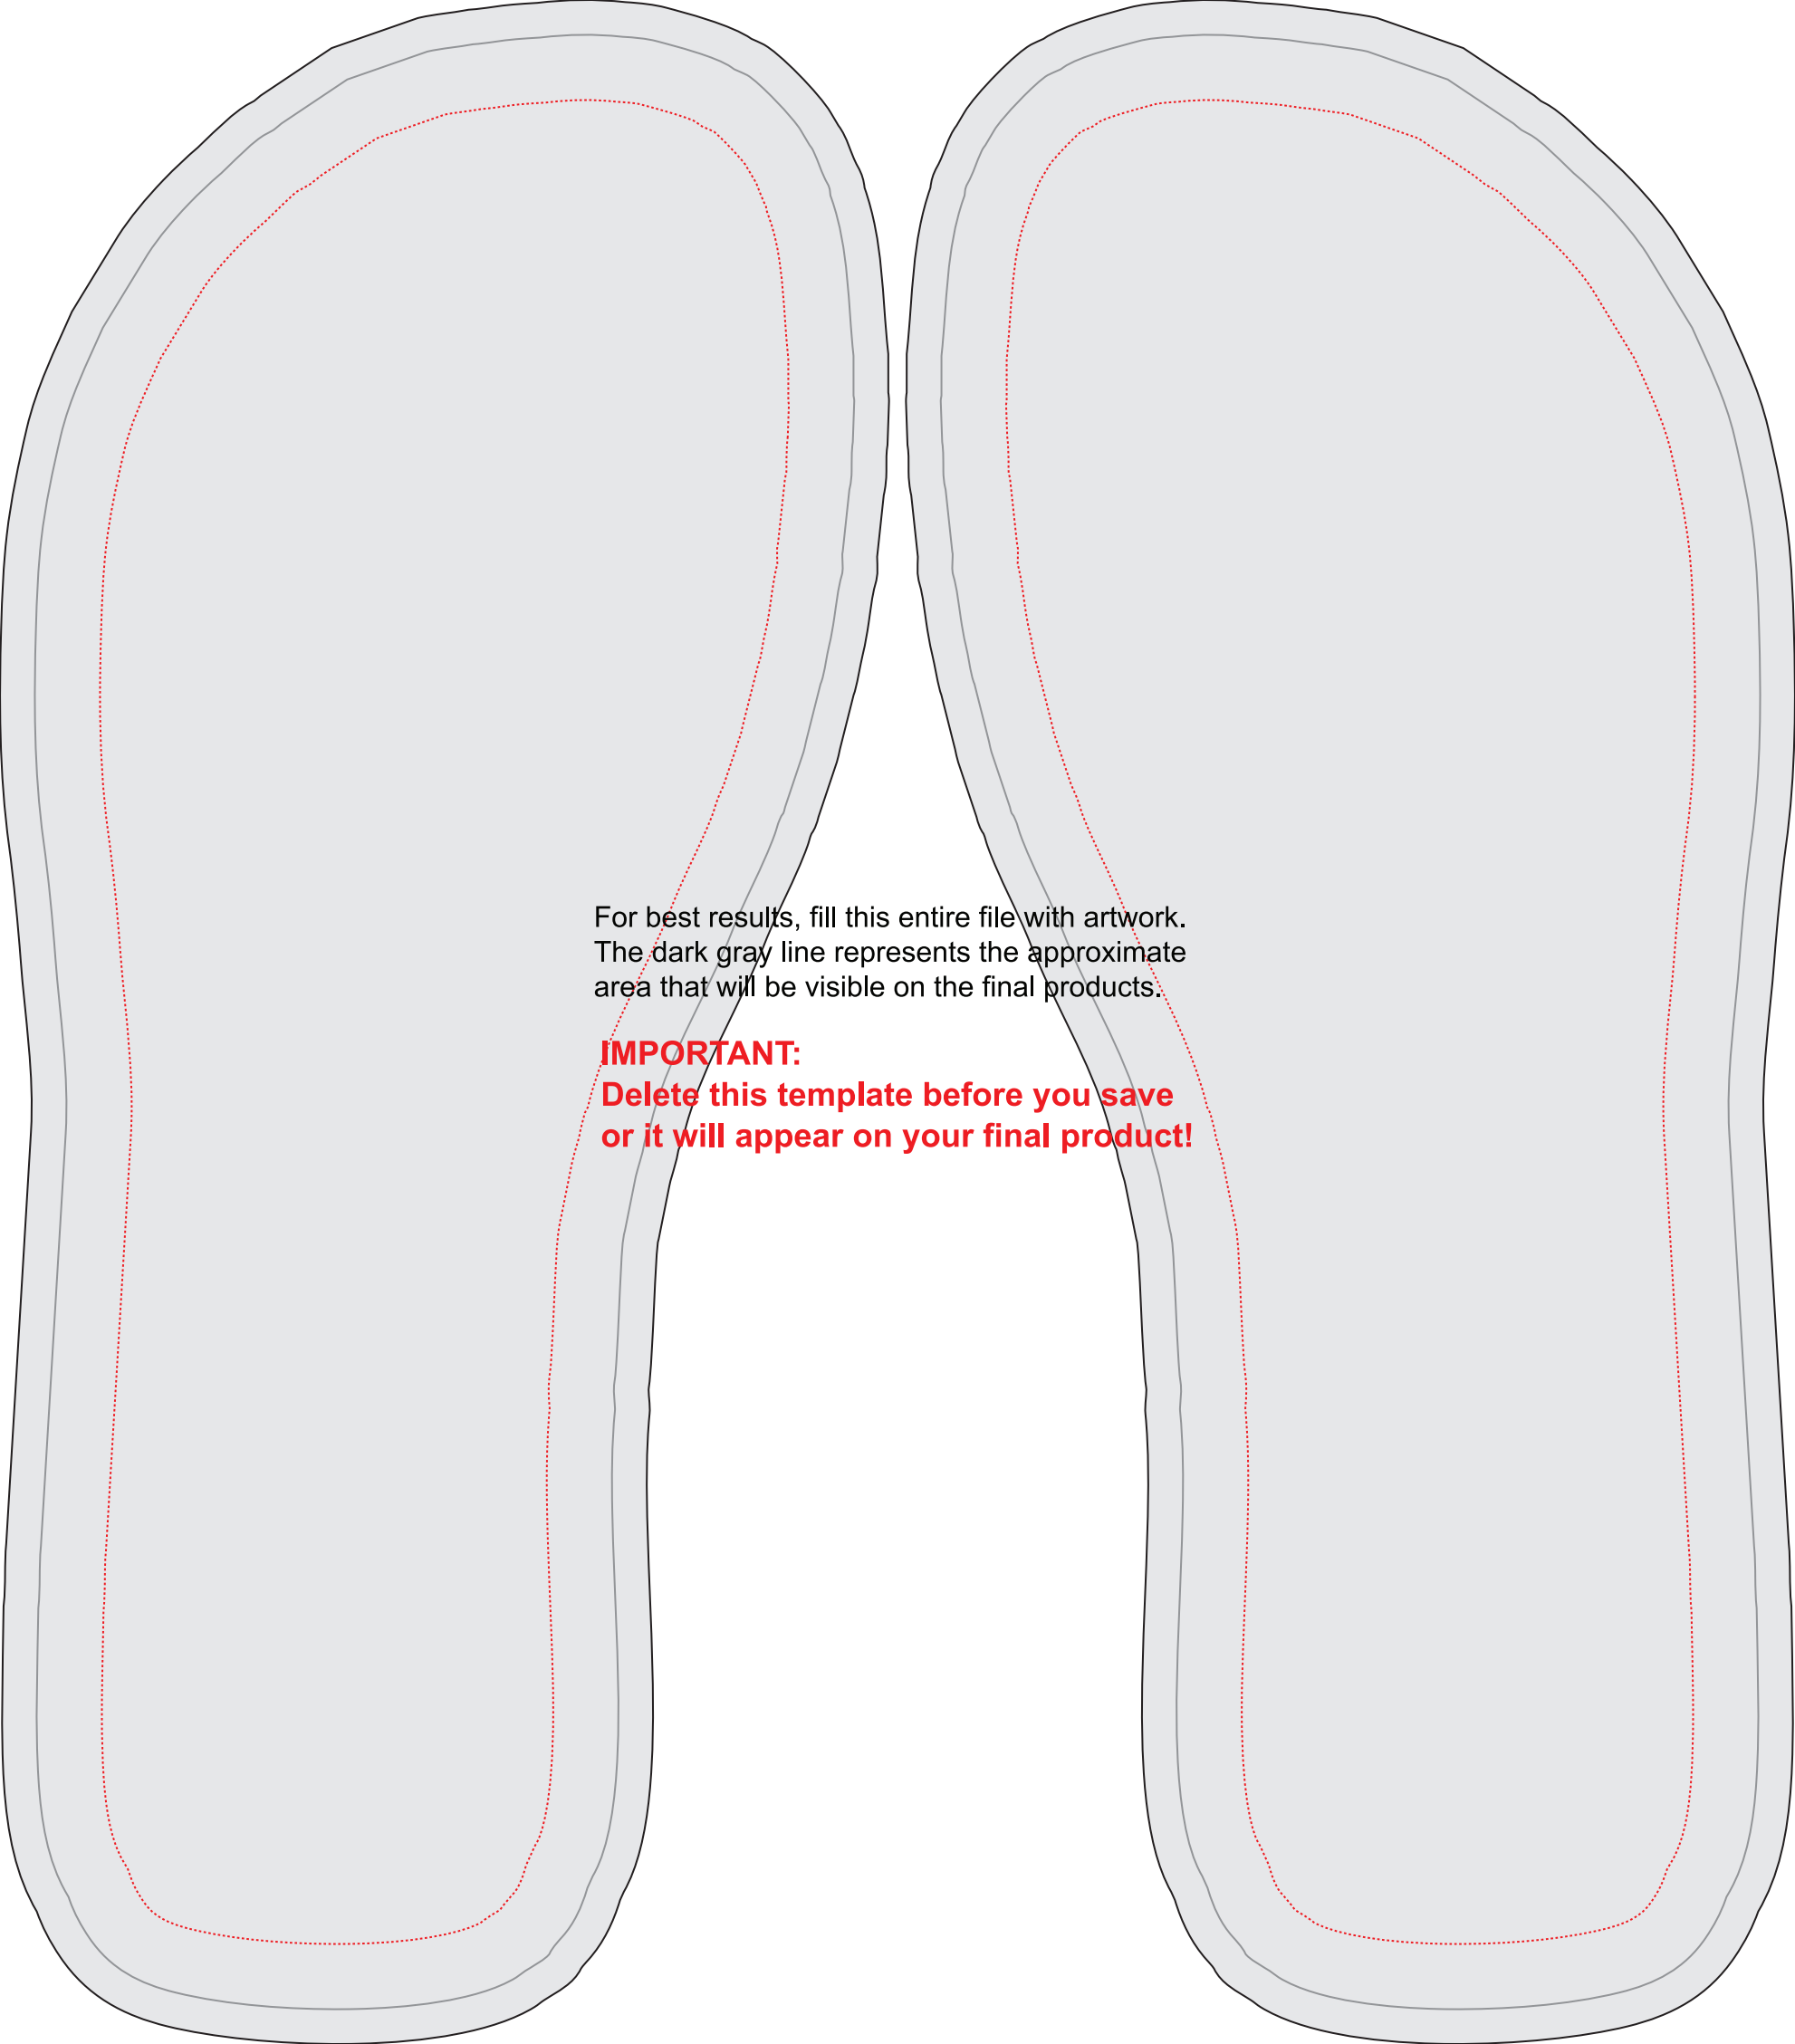 For best results, fill this entire file with artwork.
The dark gray line represents the approximate
area that will be visible on the final products.
IMPORTANT:
Delete this template before you save
or it will appear on your final product!